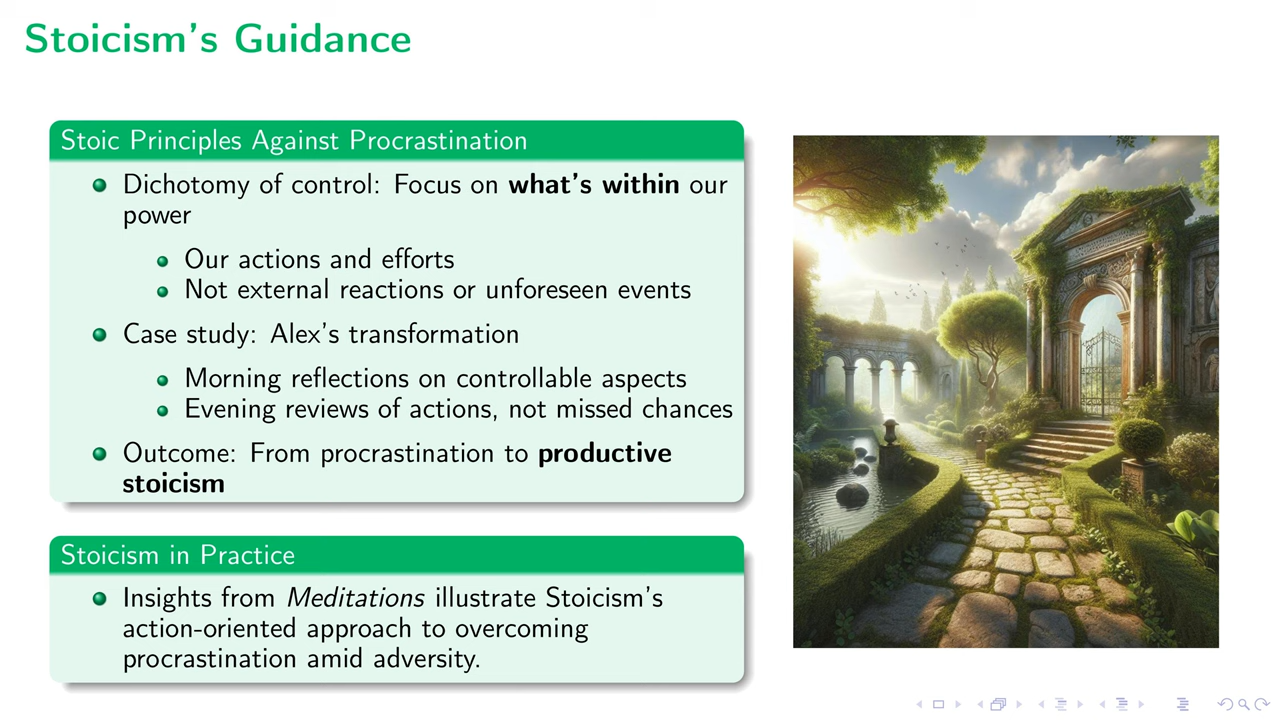 Stoicism's Guidance
Stoic Principles Against Procrastination
Dichotomy of control: Focus on what's within our
power
Our actions and efforts
Not external reactions or unforeseen events
Case study: Alex's transformation
Morning reflections on controllable aspects
Evening reviews of actions, not missed chances
Outcome: From procrastination to productive
stoicism
Stoicism in Practice
Insights from Meditations illustrate Stoicism's
action-oriented approach to overcoming
procrastination amid adversity.